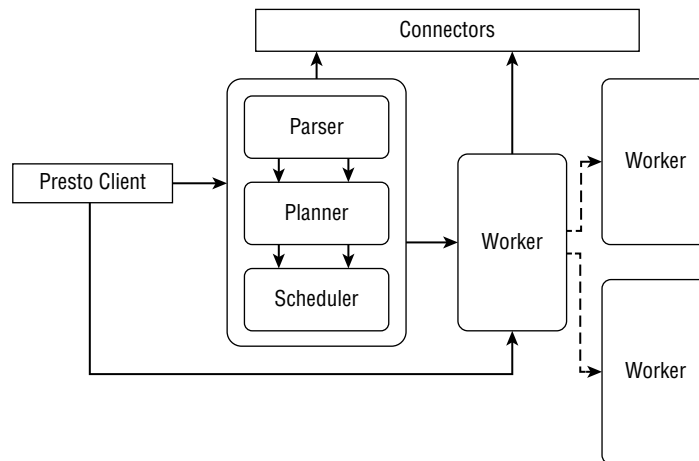 Connectors
Parser
Worker
Presto Client
Planner
Worker
Scheduler
Worker